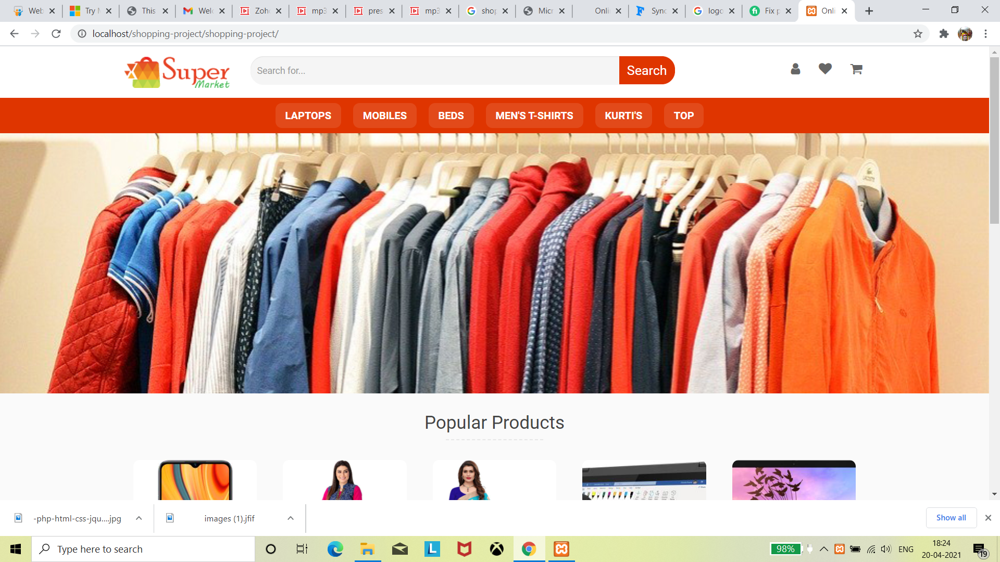 Web
Try M
This
Welc
Zoho
mp3
pres
mp3
shop
Micr
Onlin
Sync
logo
Fix p
Onli
localhost/shopping-project/shopping-project/
Super
Market
Search for...
Search
LAPTOPS
MOBILES
BEDS
MEN'S T-SHIRTS
KURTI'S
TOP
Popular Products
-php-html-css-jqu....jpg
images (1).jfif
Show all
Type here to search
98%
ENG
18:24
20-04-2021
19